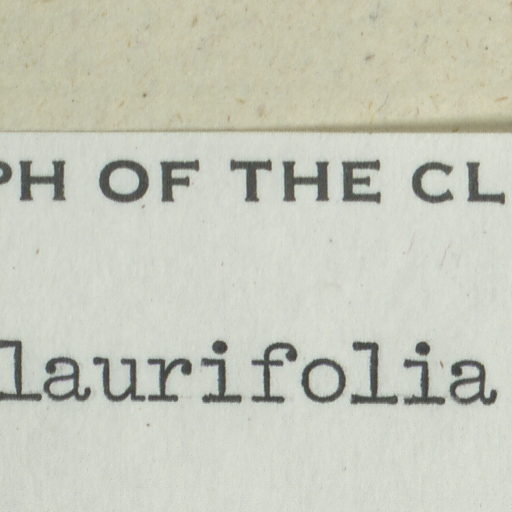 PH OF THE CL
laurifolia